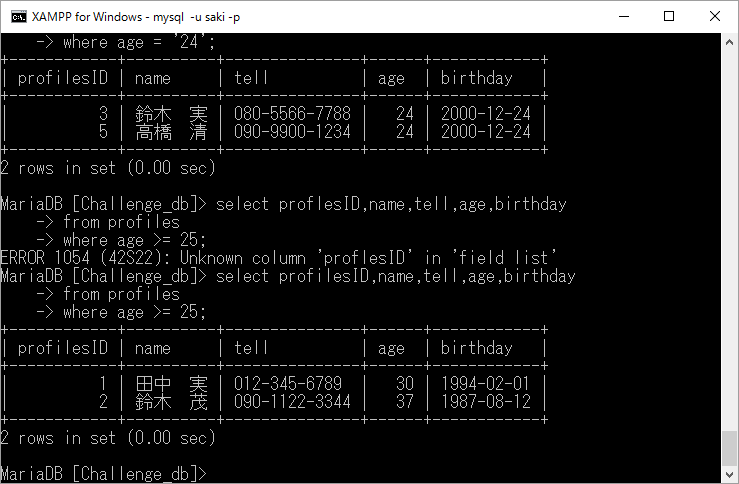 XAMPP for Windows - mysql  -u saki -p
    -> where age = '24';
+------------+---------+--------------+------+------------+
| profilesID | name    | tell         | age  | birthday   |
+------------+---------+--------------+------+------------+
|          3 | 鈴木　実 | 080-5566-7788 |   24 | 2000-12-24 |
|          5 | 高橋　清 | 090-9900-1234 |   24 | 2000-12-24 |
+------------+---------+--------------+------+------------+
2 rows in set (0.00 sec)
MariaDB [Challenge_db]> select proflesID,name,tell,age,birthday
    -> from profiles
    -> where age >= 25;
ERROR 1054 (42S22): Unknown column 'proflesID' in 'field list'
MariaDB [Challenge_db]> select profilesID,name,tell,age,birthday
    -> from profiles
    -> where age >= 25;
+------------+---------+--------------+------+------------+
| profilesID | name    | tell         | age  | birthday   |
+------------+---------+--------------+------+------------+
|          1 | 田中　実 | 012-345-6789  |   30 | 1994-02-01 |
|          2 | 鈴木　茂 | 090-1122-3344 |   37 | 1987-08-12 |
+------------+---------+--------------+------+------------+
2 rows in set (0.00 sec)
MariaDB [Challenge_db]>